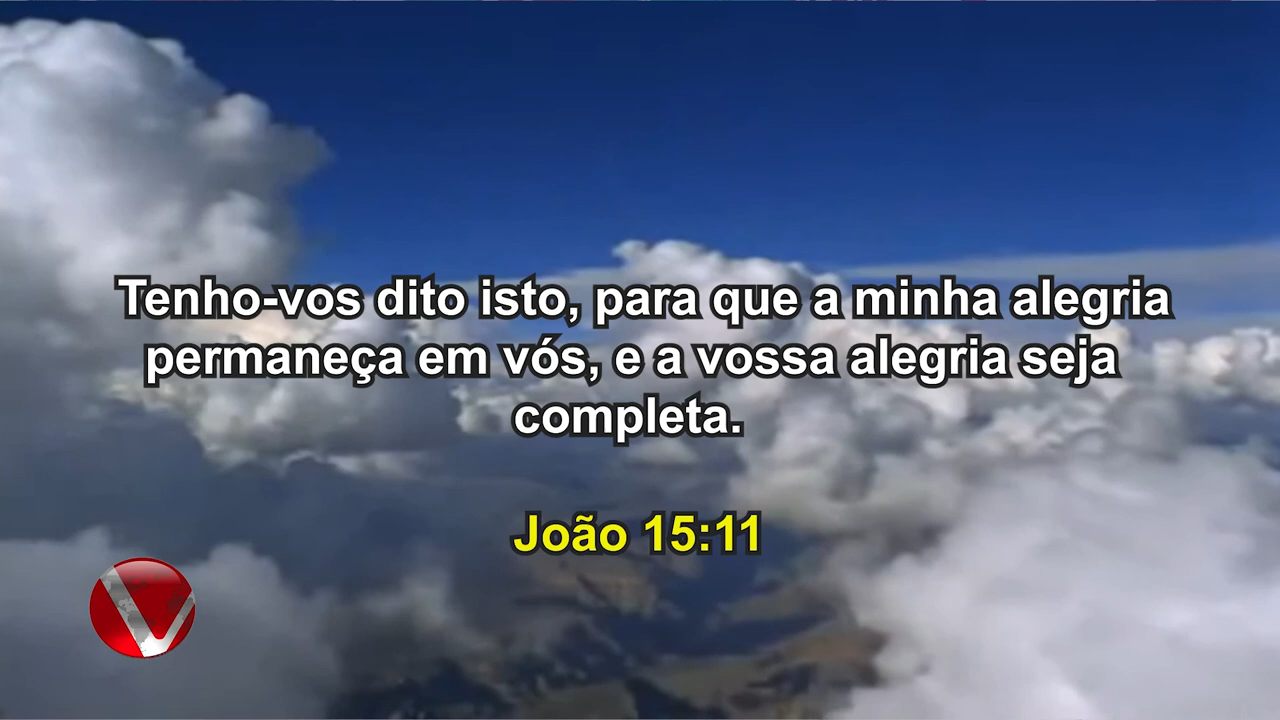 Tenho-vos dito isto, para que a minha alegria
permaneça em vós, e a vossa alegria seja
completa.
João 15:11